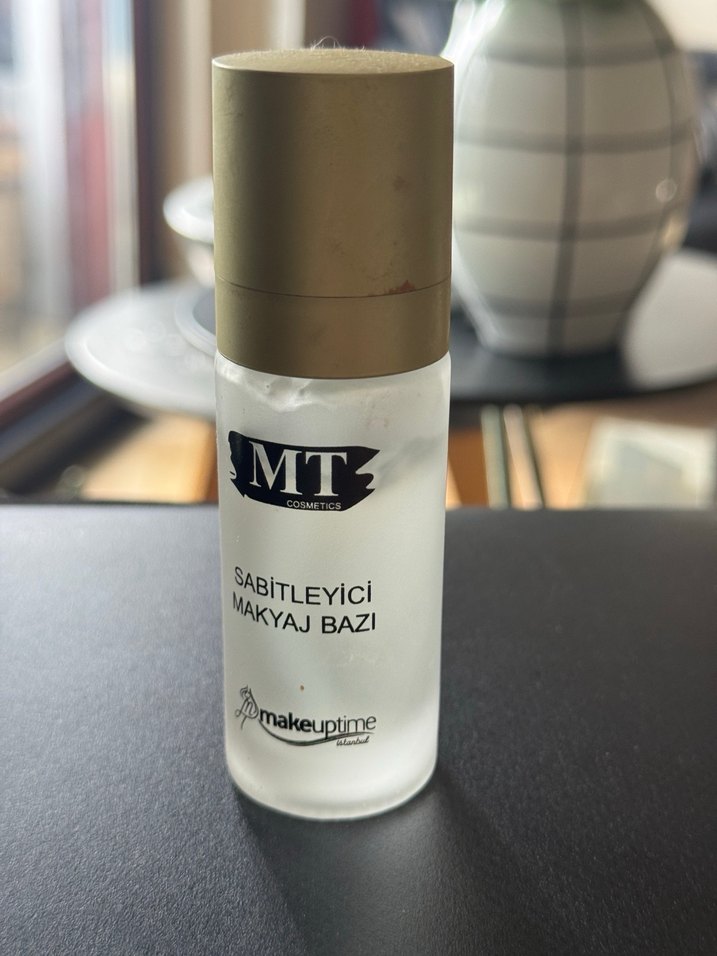 MT
COSMETICS
SABİTLEYİCİ
MAKYAJ BAZI
makeuptime
istanbul